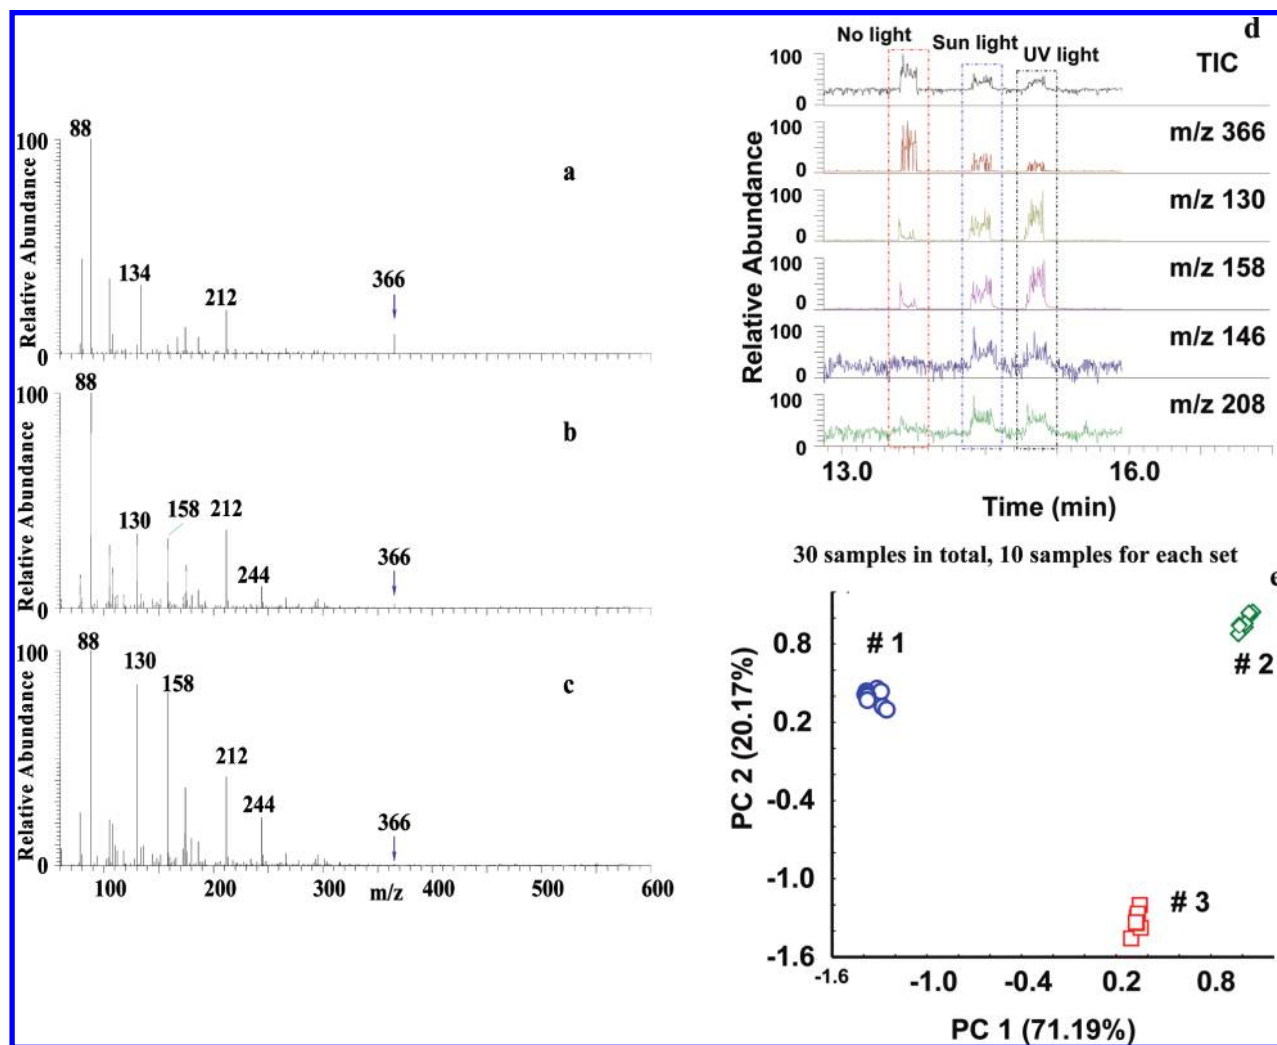 100
88
134
212
366
a
0
Relative Abundance
100
88
130
158
212
244
366
b
0
Relative Abundance
100
88
130
158
212
244
366
c
0
Relative Abundance
100
200
300
m/z
400
500
600
d
No light
Sun light
UV light
100
0
TIC
100
0
m/z 366
100
0
m/z 130
100
0
m/z 158
100
0
m/z 146
100
0
m/z 208
Relative Abundance
13.0
16.0
Time (min)
30 samples in total, 10 samples for each set
e
# 1
# 2
# 3
0.8
0.2
-0.4
-1.0
-1.6
PC 2 (20.17%)
-1.6
-1.0
-0.4
0.2
0.8
PC 1 (71.19%)